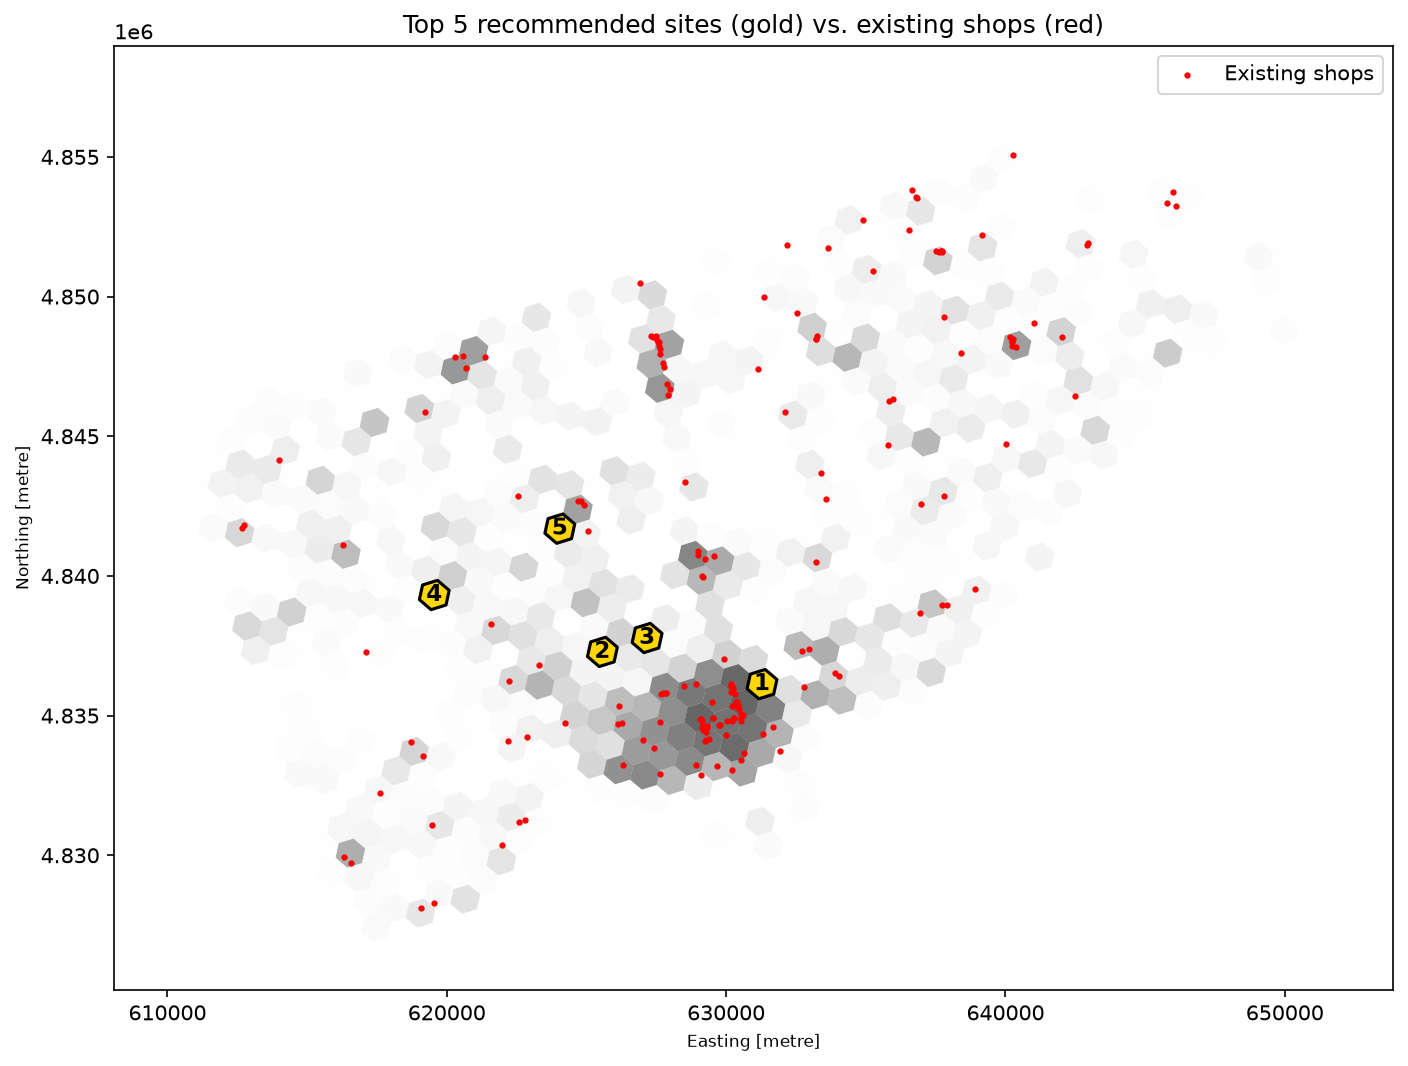 Top 5 recommended sites (gold) vs. existing shops (red)
1e6
Existing shops
4.855
4.850
4.845
4.840
4.835
4.830
Northing [metre]
5
4
3
2
1
610000 620000 630000 640000 650000
Easting [metre]